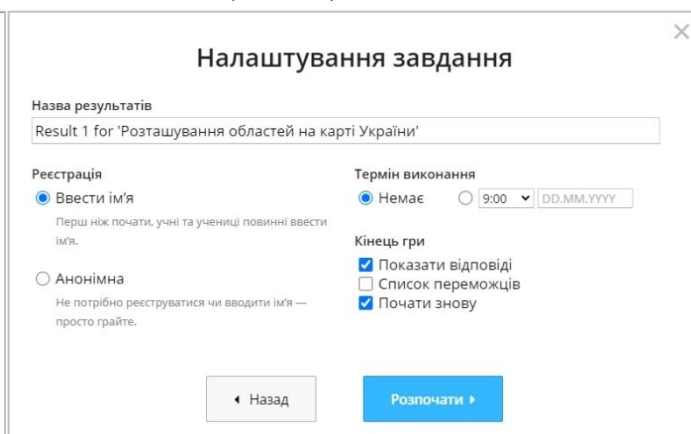 Налаштування завдання
Назва результатів
Result 1 for 'Розташування областей на карті України'
Реєстрація
Ввести ім'я
Перш ніж почати, учні та учениці повинні ввести
ім'я.
Анонімна
Не потрібно реєструватися чи вводити ім'я —
просто грайте.
Термін виконання
Немає
9:00
DD.MM.YYYY
Кінець гри
Показати відповіді
Список переможців
Почати знову
Назад
Розпочати